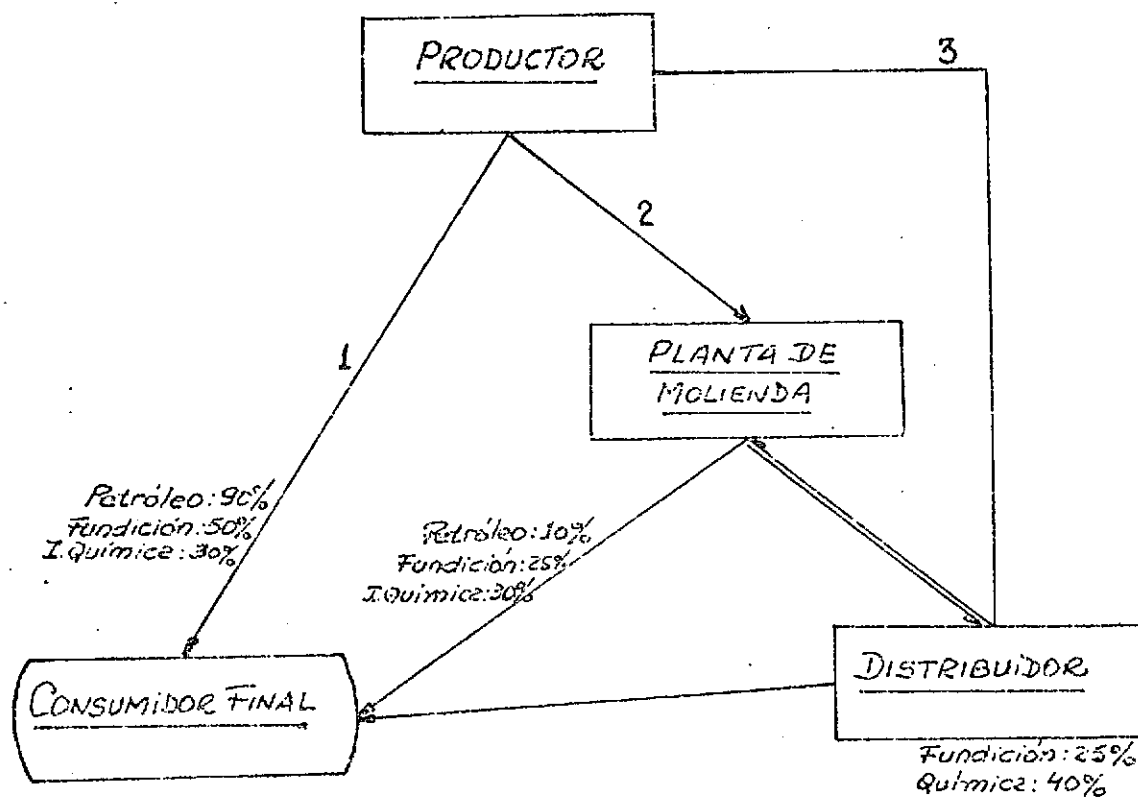 PRODUCTOR
3
2
PLANTA DE
MOLIENDA
1
Petróleo: 90%
Fundición: 50%
I. Química: 30%
Petróleo: 10%
Fundición: 25%
I. Química: 30%
CONSUMIDOR FINAL
DISTRIBUIDOR
Fundición: 25%
Química: 40%